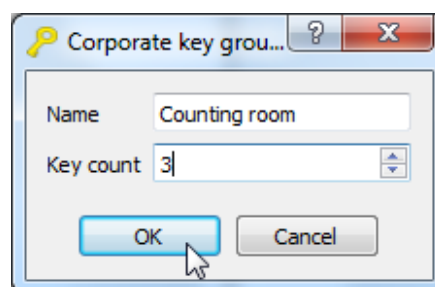 Corporate key grou...
Name Counting room
Key count 3
OK Cancel